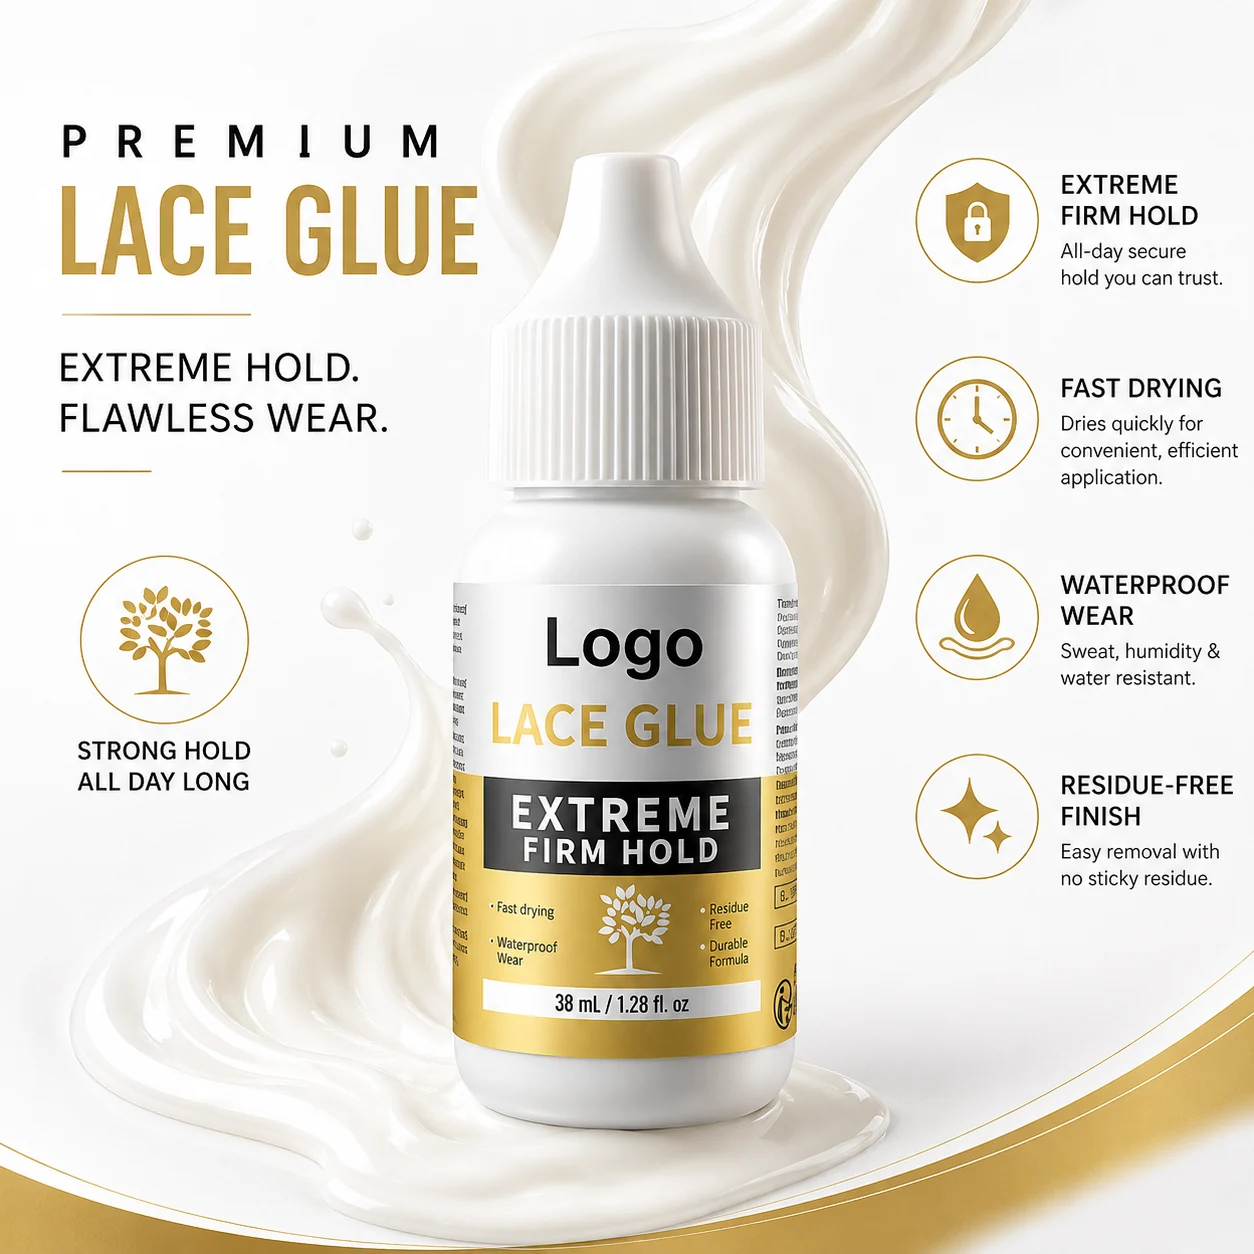 PREMIUM
LACE GLUE
EXTREME HOLD.
FLAWLESS WEAR.
STRONG HOLD
ALL DAY LONG
Logo
LACE GLUE
EXTREME
FIRM HOLD
• Fast drying
• Waterproof
Wear
• Residue
Free
• Durable
Formula
38 mL / 1.28 fl. oz
EXTREME
FIRM HOLD
All-day secure
hold you can trust.
FAST DRYING
Dries quickly for
convenient, efficient
application.
WATERPROOF
WEAR
Sweat, humidity &
water resistant.
RESIDUE-FREE
FINISH
Easy removal with
no sticky residue.